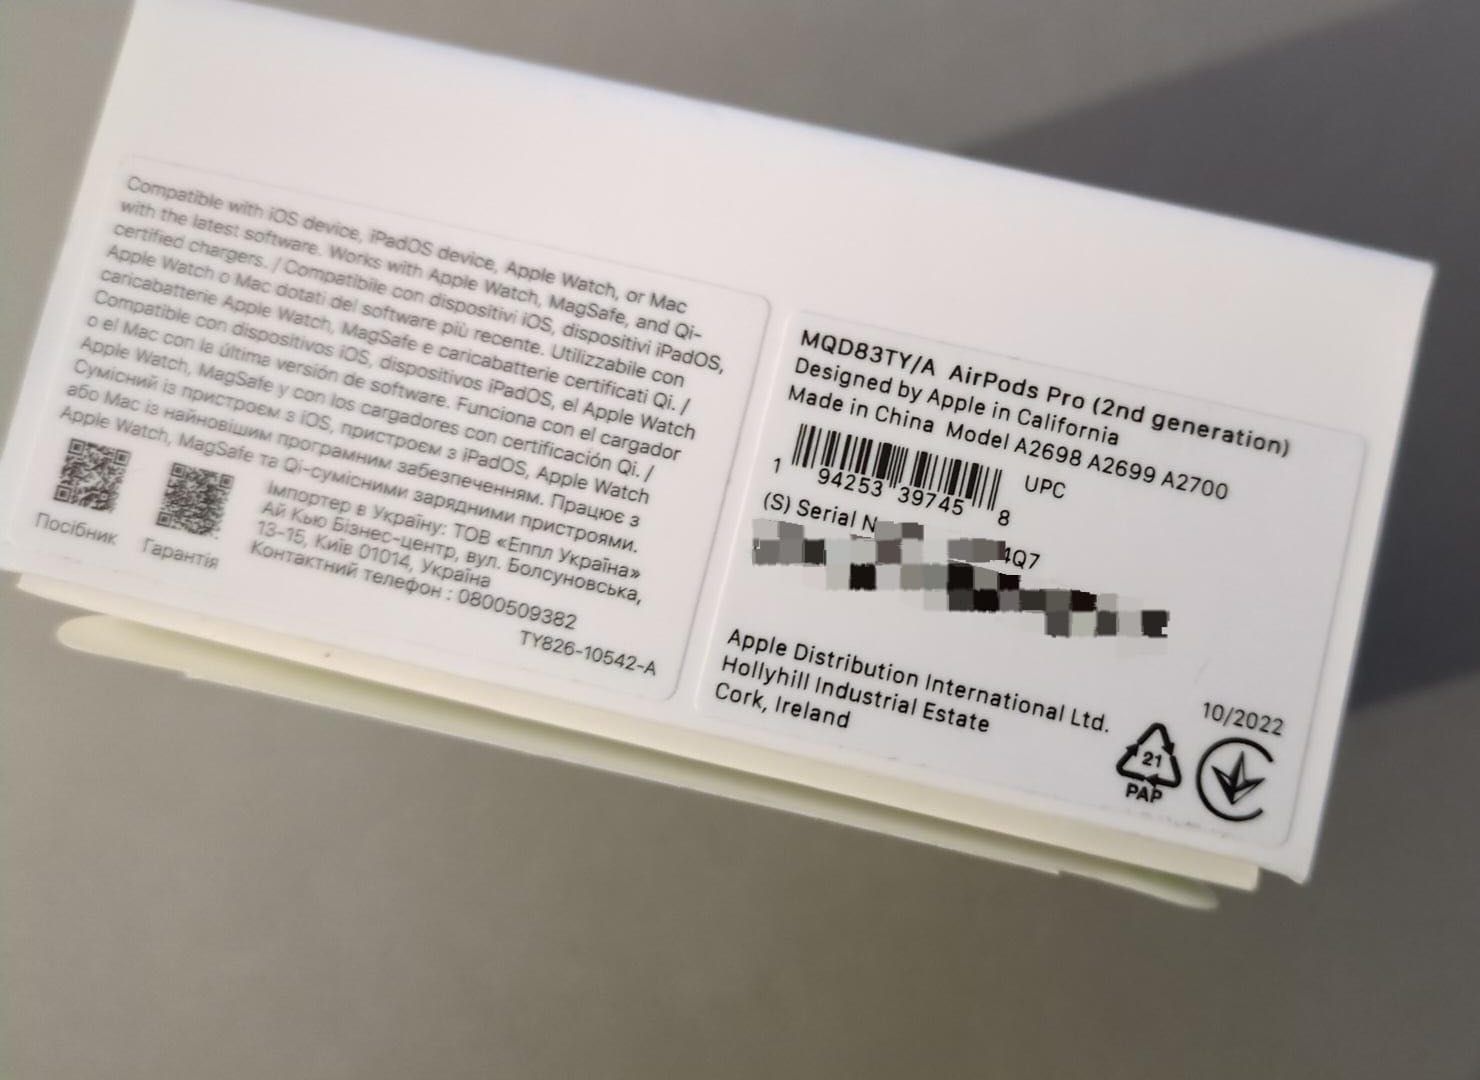 Compatible with iOS device, iPadOS device, Apple Watch, or Mac
with the latest software. Works with Apple Watch, MagSafe, and Qi-
certified chargers. / Compatibile con dispositivi iOS, dispositivi iPadOS,
Apple Watch o Mac dotati del software più recente. Utilizzabile con
caricabatterie Apple Watch, MagSafe e caricabatterie certificati Qi. /
Compatible con dispositivos iOS, dispositivos iPadOS, el Apple Watch
o el Mac con la última versión de software. Funciona con el cargador
Apple Watch, MagSafe y con los cargadores con certificación Qi. /
Сумісний із пристроєм з iOS, пристроєм з iPadOS, Apple Watch
або Mac із найновішим програмним забезпеченням. Працює з
Apple Watch, MagSafe та Qi-сумісними зарядними пристроями.
Посібник
Гарантія
Імпортер в Україну: ТОВ «Еппл Україна»
Ай Кью Бізнес-центр, вул. Болсуновська,
13-15, Київ 01014, Україна
Контактний телефон : 0800509382
TY826-10542-A
MQD83TY/A AirPods Pro (2nd generation)
Designed by Apple in California
Made in China Model A2698 A2699 A2700
1 94253 39745 8 UPC
(S) Serial N
4Q7
Apple Distribution International Ltd.
Hollyhill Industrial Estate
Cork, Ireland
10/2022
21
PAP